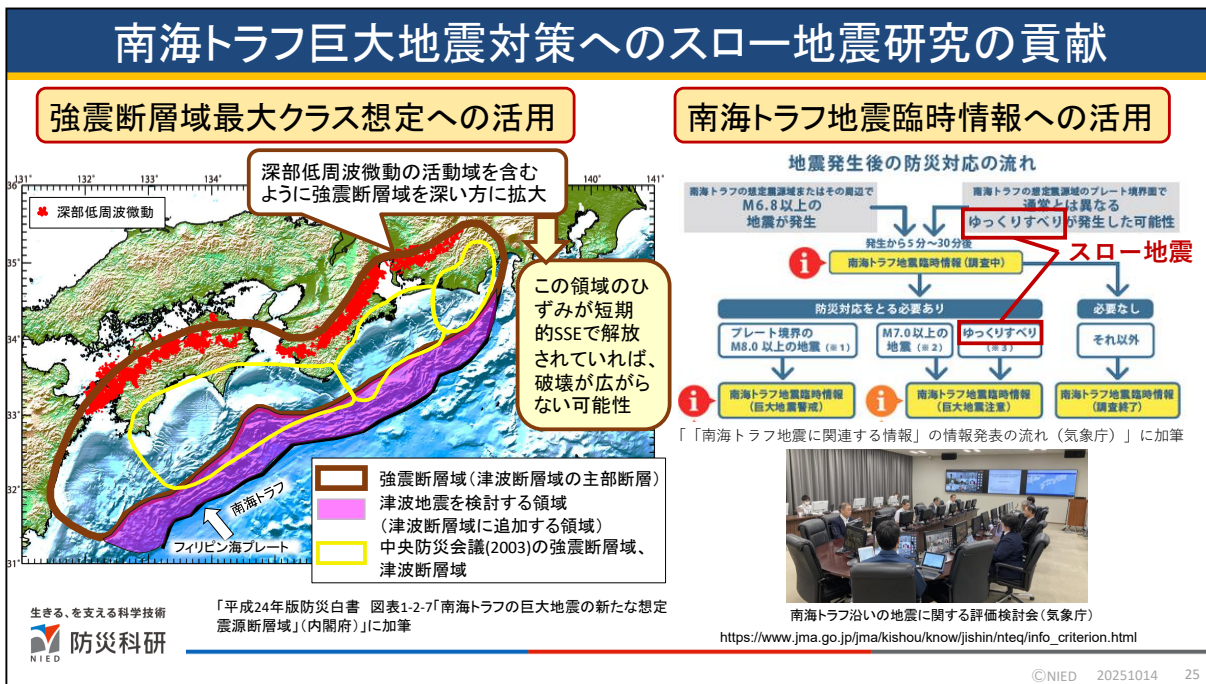 南海トラフ巨大地震対策へのスロー地震研究の貢献
強震断層域最大クラス想定への活用
深部低周波微動の活動域を含む
ように強震断層域を深い方に拡大
131°
132°
133°
134°
140°
141°
36°
35°
34°
33°
32°
31°
深部低周波微動
この領域のひ
ずみが短期
的SSEで解放
されていれば、
破壊が広がら
ない可能性
南海トラフ
フィリピン海プレート
強震断層域(津波断層域の主部断層)
津波地震を検討する領域
(津波断層域に追加する領域)
中央防災会議(2003)の強震断層域、
津波断層域
「平成24年版防災白書 図表1-2-7「南海トラフの巨大地震の新たな想定
震源断層域」(内閣府)」に加筆
南海トラフ地震臨時情報への活用
地震発生後の防災対応の流れ
南海トラフの想定震源域またはその周辺で
M6.8以上の
地震が発生
南海トラフの想定震源域のプレート境界面で
通常とは異なる
ゆっくりすべりが発生した可能性
スロー地震
発生から5分～30分後
南海トラフ地震臨時情報(調査中)
防災対応をとる必要あり
必要なし
プレート境界の
M8.0以上の地震(※1)
M7.0以上の
地震(※2)
ゆっくりすべり
(※3)
それ以外
南海トラフ地震臨時情報
(巨大地震警戒)
南海トラフ地震臨時情報
(巨大地震注意)
南海トラフ地震臨時情報
(調査終了)
「「南海トラフ地震に関連する情報」の情報発表の流れ(気象庁)」に加筆
南海トラフ沿いの地震に関する評価検討会(気象庁)
https://www.jma.go.jp/jma/kishou/know/jishin/nteq/info_criterion.html
生きる、を支える科学技術
防災科研
NIED
©NIED 20251014 25